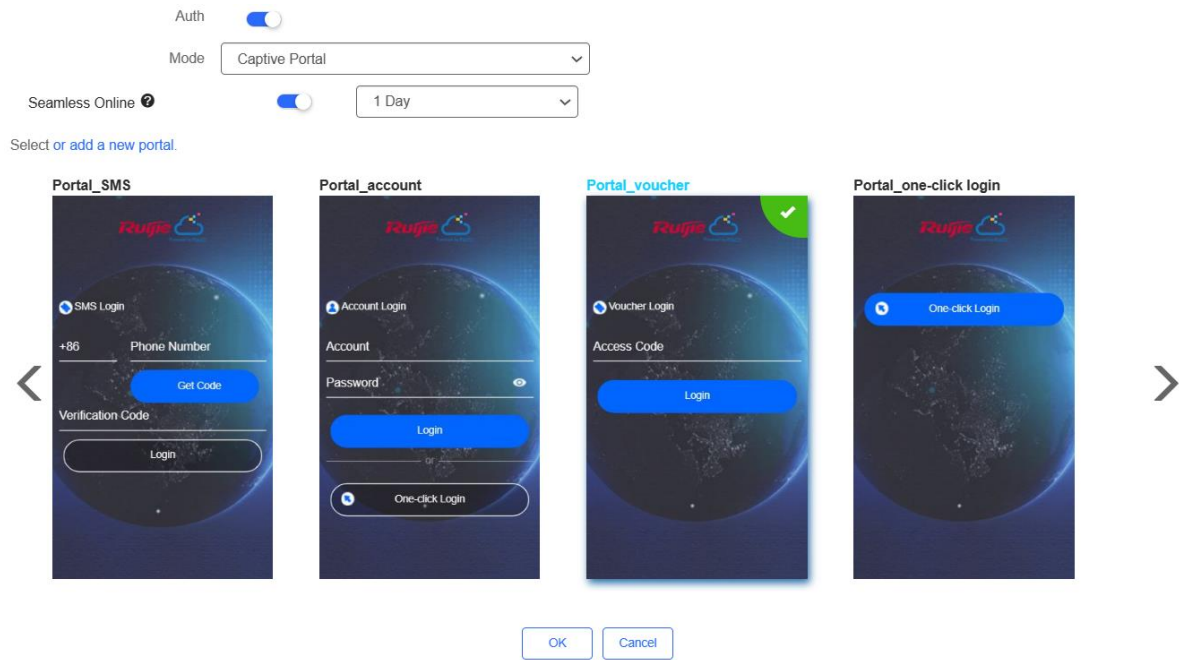 Auth
Mode Captive Portal
Seamless Online ? 1 Day
Select or add a new portal.
Portal_SMS
Ruijie
SMS Login
+86 Phone Number
Get Code
Verification Code
Login
Portal_account
Ruijie
Account Login
Account
Password
Login
or
One-click Login
Portal_voucher
Ruijie
Voucher Login
Access Code
Login
Portal_one-click login
Ruijie
One-click Login
OK Cancel